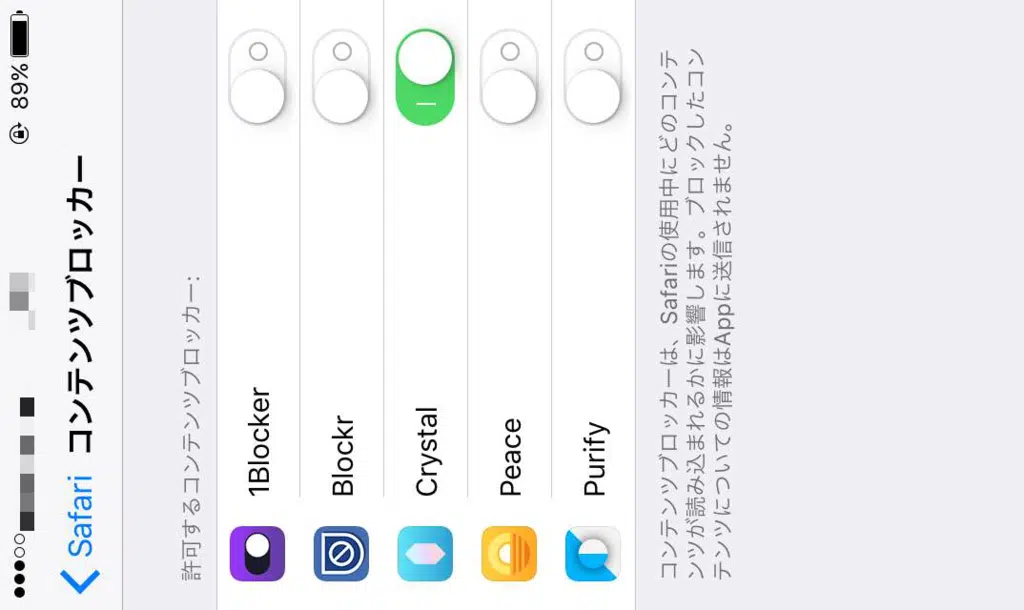 89%
Safari
コンテンツブロッカー
許可するコンテンツブロッカー:
1Blocker
Blockr
Crystal
Peace
Purify
コンテンツブロッカーは、Safariの使用中にどのコンテ
ンツが読み込まれるかに影響します。ブロックしたコン
テンツについての情報はAppに送信されません。